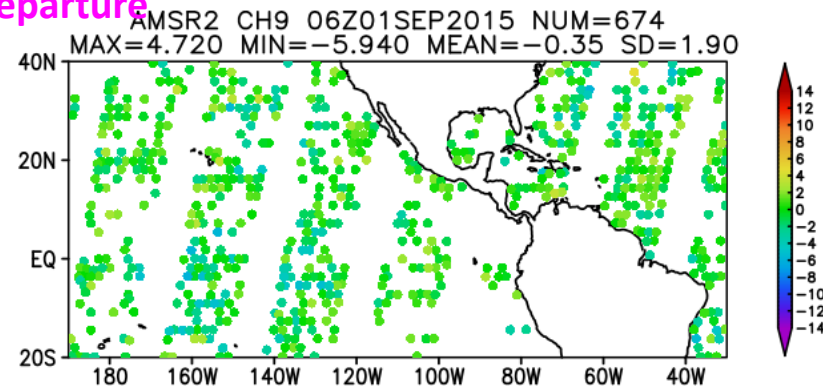 eparture
AMSR2 CH9 06Z01SEP2015 NUM=674
MAX=4.720 MIN=−5.940 MEAN=−0.35 SD=1.90
40N
20N
EQ
20S
180 160W 140W 120W 100W 80W 60W 40W
14
12
10
8
6
4
2
0
−2
−4
−6
−8
−10
−12
−14